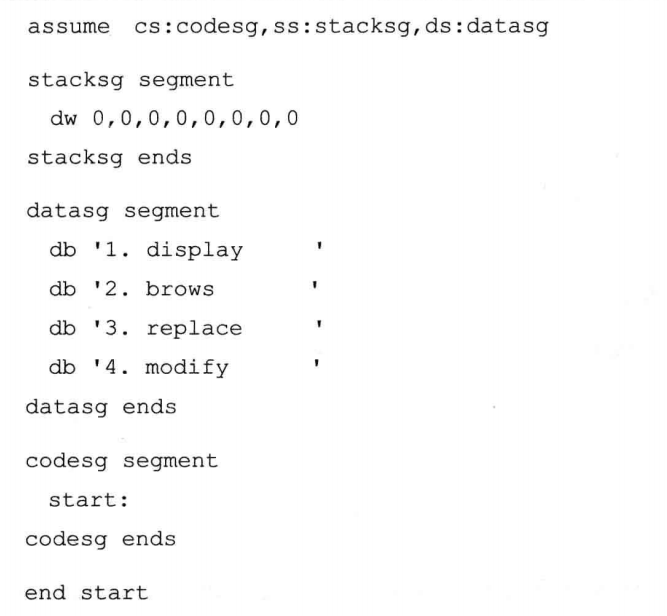 assume cs:codesg,ss:stacksg,ds:datasg
stacksg segment
dw 0,0,0,0,0,0,0,0
stacksg ends
datasg segment
db '1. display      '
db '2. brows        '
db '3. replace      '
db '4. modify       '
datasg ends
codesg segment
start:
codesg ends
end start